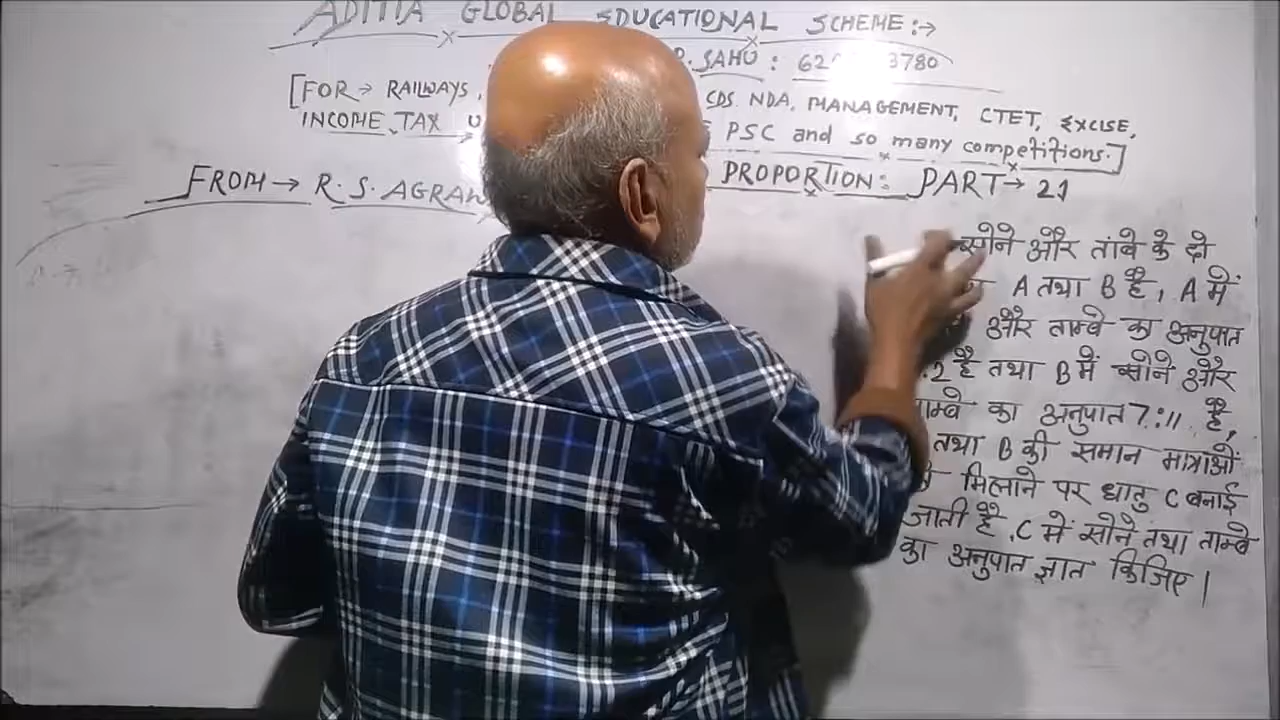 ADITIA GLOBAL EDUCATIONAL SCHEME:→
R. SAHU : 62 3780
[FOR → RAILWAYS, CDS. NDA, MANAGEMENT, CTET, EXCISE,
INCOME TAX PSC and so many competitions.]
FROM → R. S. AGRAW PROPORTION: PART → 21
सोने और तांबे के दो
A तथा B है, A में
और ताम्बे का अनुपात
:2 है तथा B में सोने और
ताम्बे का अनुपात 7:11 है,
तथा B की समान मात्राओं
मिलाने पर धातु C बनाई
जाती है . C में सोने तथा ताम्बे
का अनुपात ज्ञात किजिए।